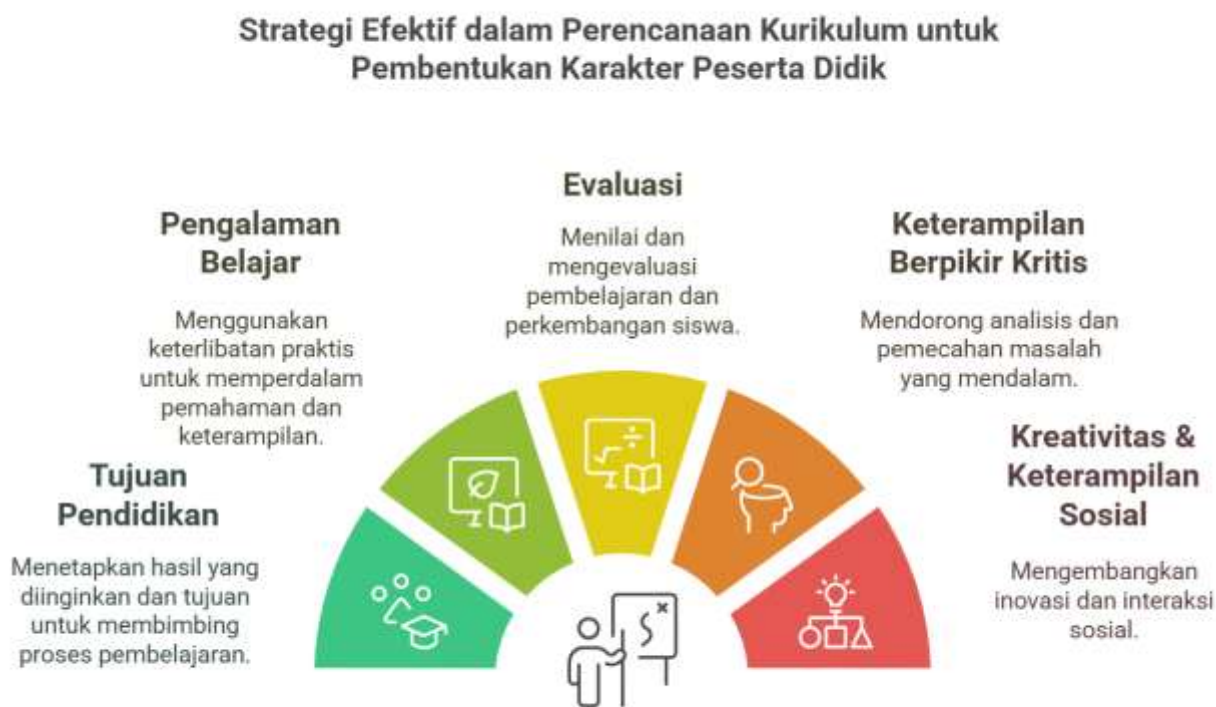 Strategi Efektif dalam Perencanaan Kurikulum untuk
Pembentukan Karakter Peserta Didik
Tujuan
Pendidikan
Menetapkan hasil yang
diinginkan dan tujuan
untuk membimbing
proses pembelajaran.
Pengalaman
Belajar
Menggunakan
keterlibatan praktis
untuk memperdalam
pemahaman dan
keterampilan.
Evaluasi
Menilai dan
mengevaluasi
pembelajaran dan
perkembangan siswa.
Keterampilan
Berpikir Kritis
Mendorong analisis dan
pemecahan masalah
yang mendalam.
Kreativitas &
Keterampilan
Sosial
Mengembangkan
inovasi dan interaksi
sosial.